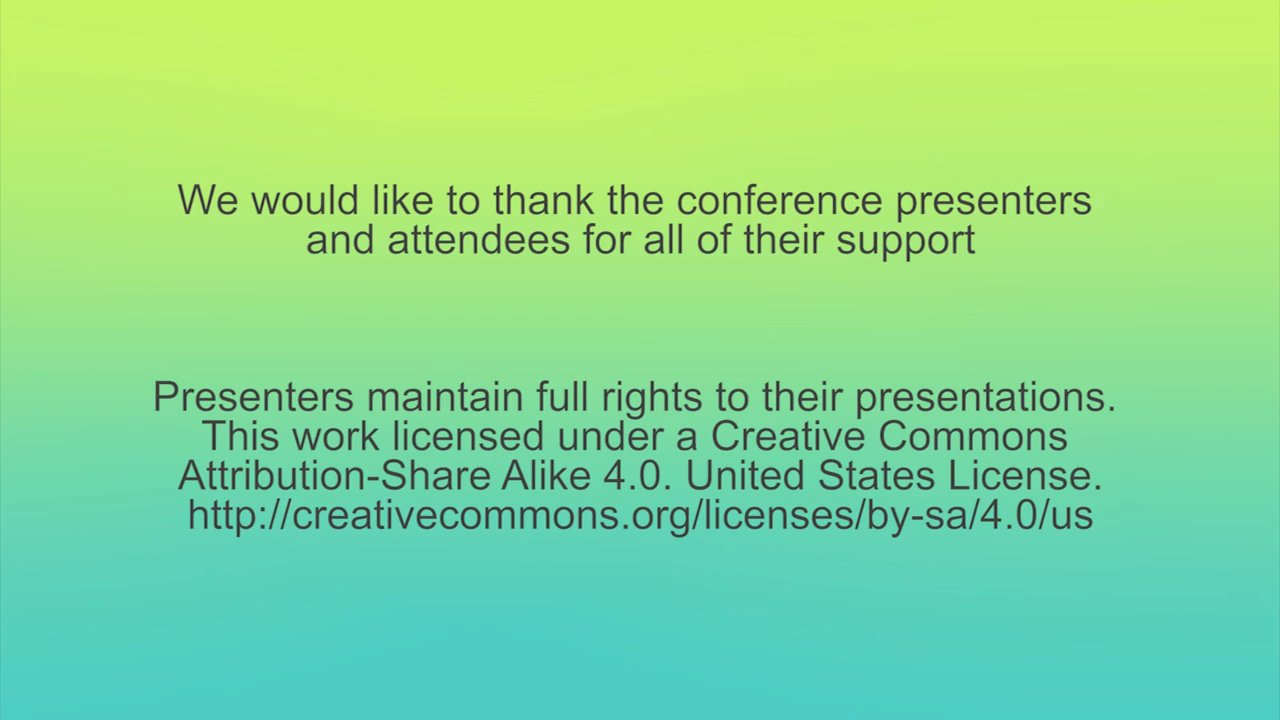 We would like to thank the conference presenters
and attendees for all of their support
Presenters maintain full rights to their presentations.
This work licensed under a Creative Commons
Attribution-Share Alike 4.0. United States License.
http://creativecommons.org/licenses/by-sa/4.0/us